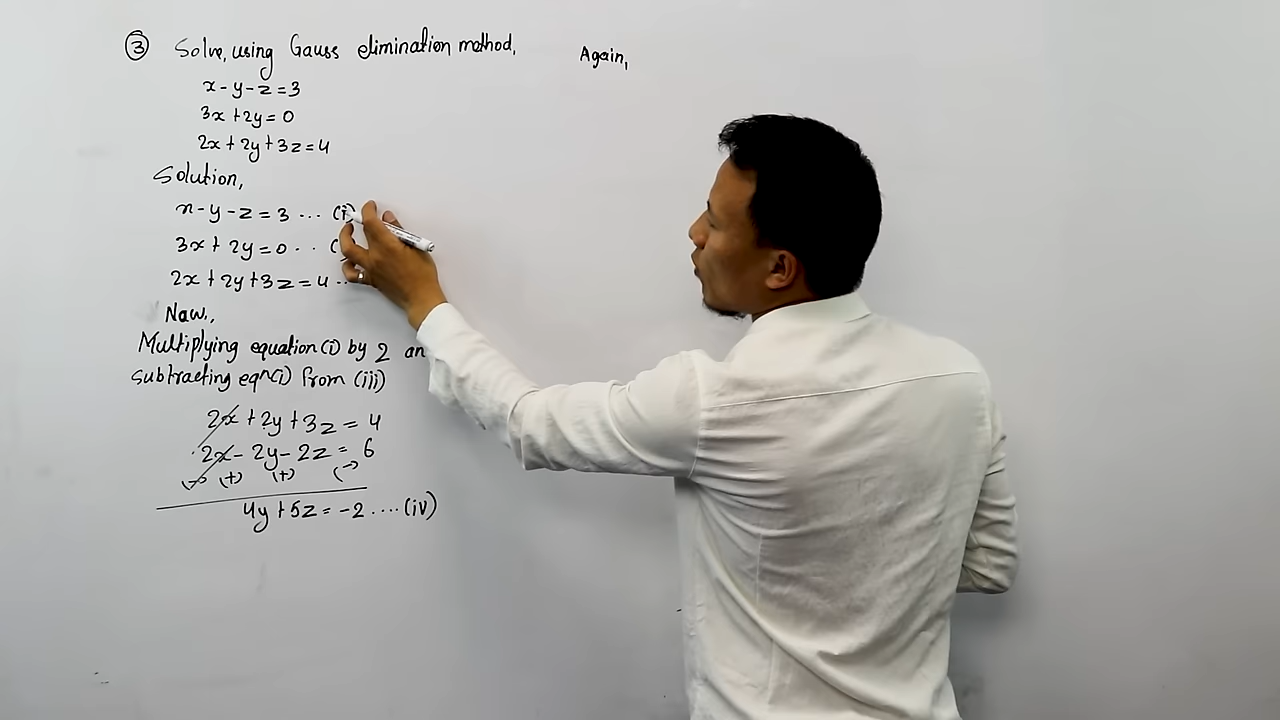 ③ Solve, using Gauss elimination method,
x - y - z = 3
3x + 2y = 0
2x + 2y + 3z = 4
Solution,
x - y - z = 3 ... (i)
3x + 2y = 0 . . (
2x + 2y + 3z = 4 ..
Now,
Multiplying equation (i) by 2 an
subtracting eqn(i) from (iii)
2x + 2y + 3z = 4
2x - 2y - 2z = 6
(-) (+) (+) (-)
4y + 5z = -2 .... (iv)
Again,